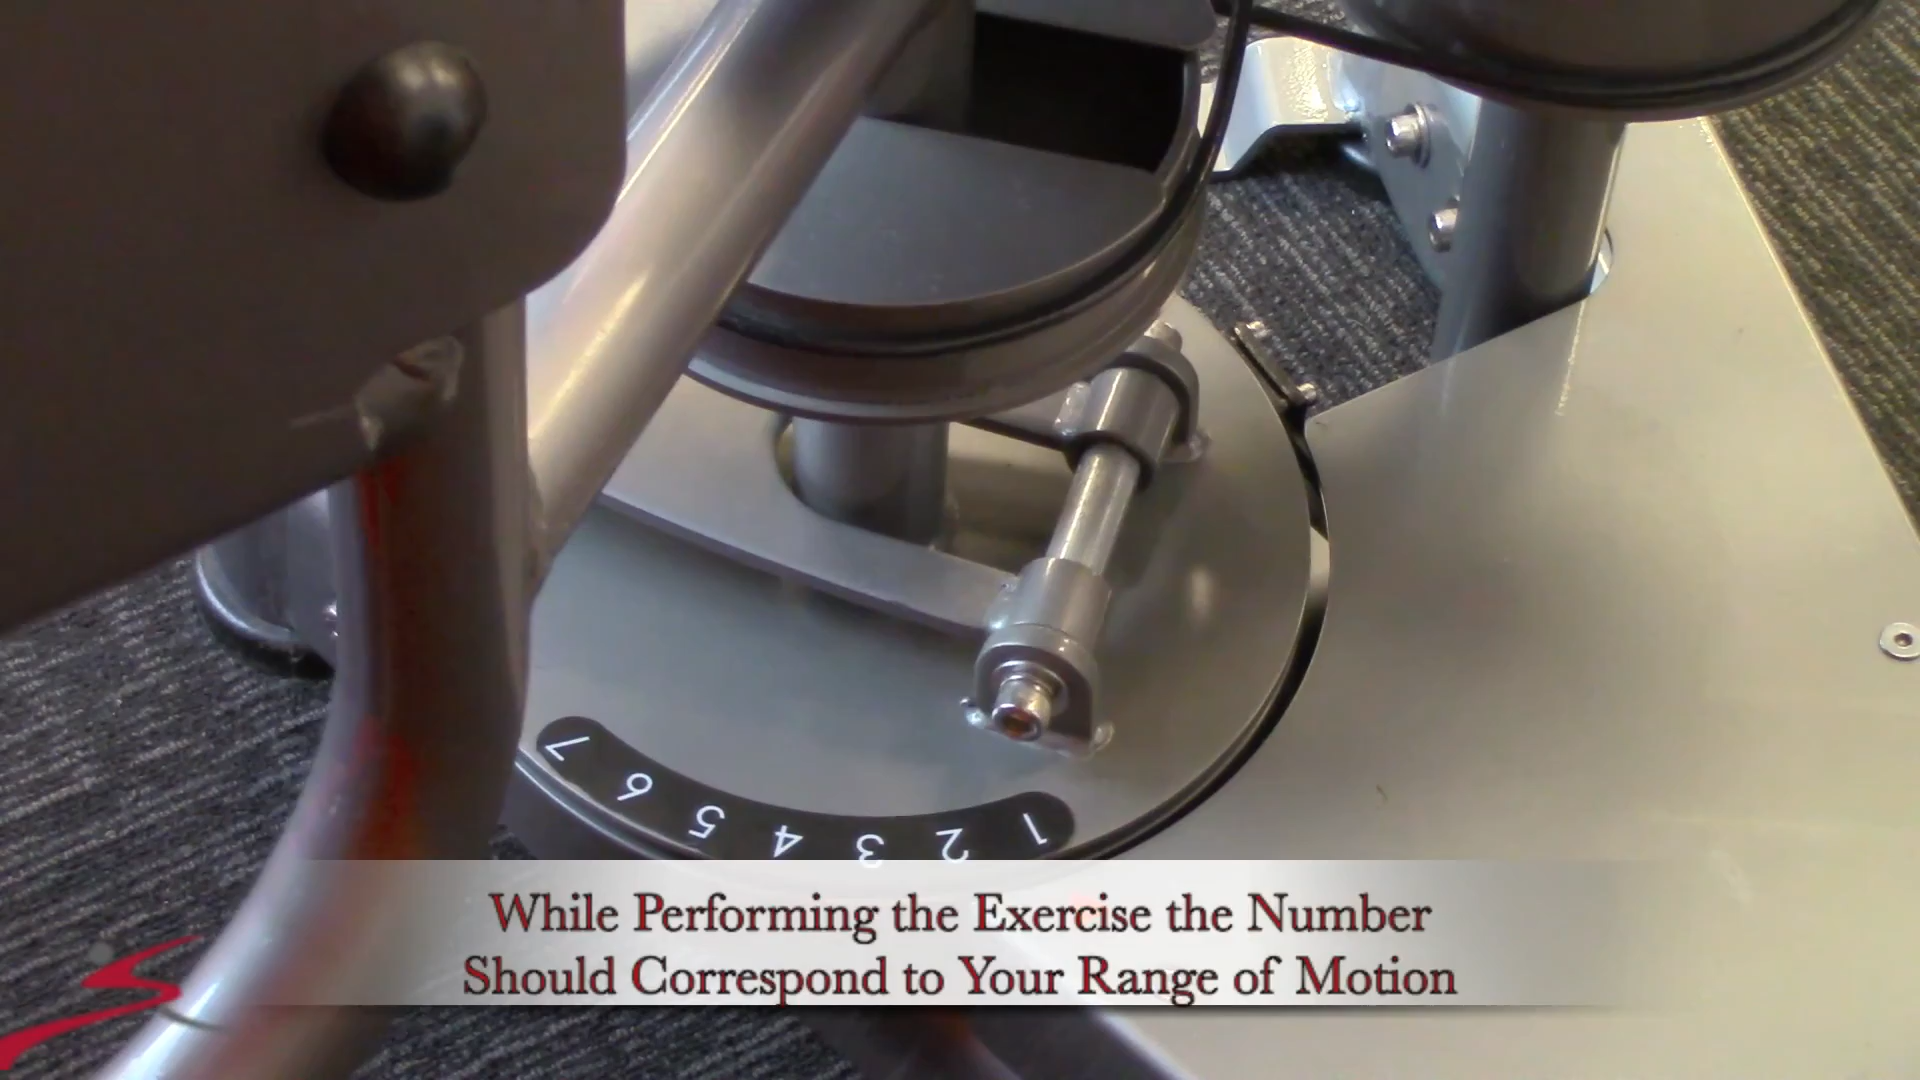 7 6 5 4 3 2 1
While Performing the Exercise the Number
Should Correspond to Your Range of Motion